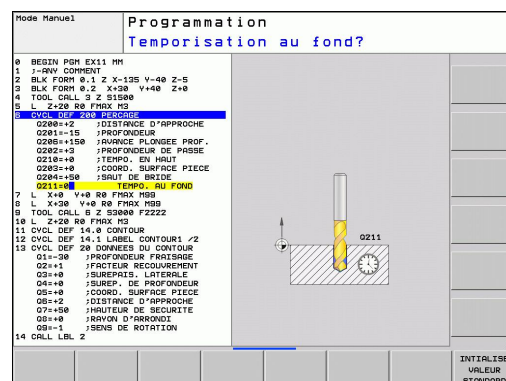 Mode Manuel
Programmation
Temporisation au fond?
0 BEGIN PGM EX11 MM
1 ;-ANY COMMENT
2 BLK FORM 0.1 Z X-135 Y-40 Z-5
3 BLK FORM 0.2 X+30 Y+40 Z+0
4 TOOL CALL 3 Z S1500
5 L Z+20 R0 FMAX M3
6 CYCL DEF 200 PERCAGE
Q200=+2 ;DISTANCE D'APPROCHE
Q201=-15 ;PROFONDEUR
Q206=+150 ;AVANCE PLONGEE PROF.
Q202=+3 ;PROFONDEUR DE PASSE
Q210=+0 ;TEMPO. EN HAUT
Q203=+0 ;COORD. SURFACE PIECE
Q204=+50 ;SAUT DE BRIDE
Q211=0 TEMPO. AU FOND
7 L X+0 Y+0 R0 FMAX M99
8 L X+30 Y+0 R0 FMAX M99
9 TOOL CALL 6 Z S3000 F2222
10 L Z+20 R0 FMAX M3
11 CYCL DEF 14.0 CONTOUR
12 CYCL DEF 14.1 LABEL CONTOUR1 /2
13 CYCL DEF 20 DONNEES DU CONTOUR
Q1=-30 ;PROFONDEUR FRAISAGE
Q2=+1 ;FACTEUR RECOUVREMENT
Q3=+0 ;SUREPAIS. LATERALE
Q4=+0 ;SUREP. DE PROFONDEUR
Q5=+0 ;COORD. SURFACE PIECE
Q6=+2 ;DISTANCE D'APPROCHE
Q7=+50 ;HAUTEUR DE SECURITE
Q8=+0 ;RAYON D'ARRONDI
Q9=-1 ;SENS DE ROTATION
14 CALL LBL 2
Q211
INTIALISE
VALEUR
STANDARD